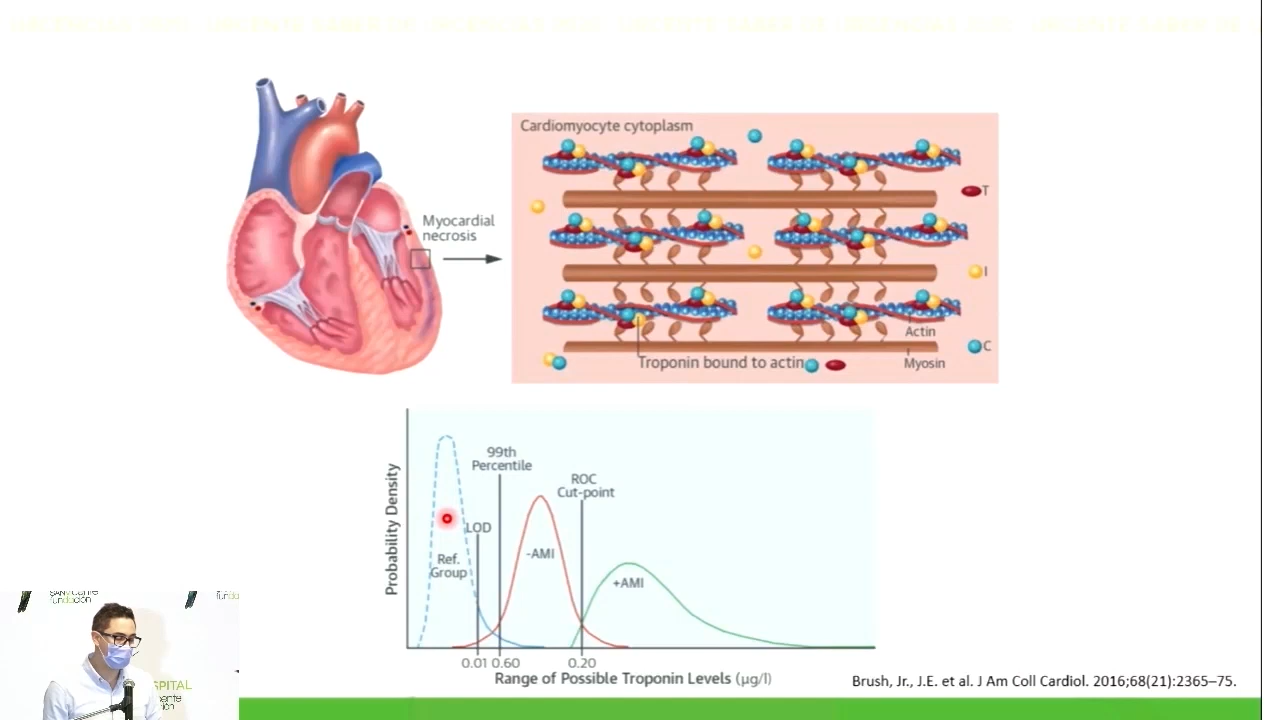 Cardiomyocyte cytoplasm
T
Myocardial
necrosis
I
Actin
C
Troponin bound to actin
Myosin
99th
Percentile
ROC
Cut-point
LOD
-AMI
Ref.
Group
+AMI
Probability Density
0.01 0.60 0.20
Range of Possible Troponin Levels (μg/l)
Brush, Jr., J.E. et al. J Am Coll Cardiol. 2016;68(21):2365–75.
fundación
SPITAL